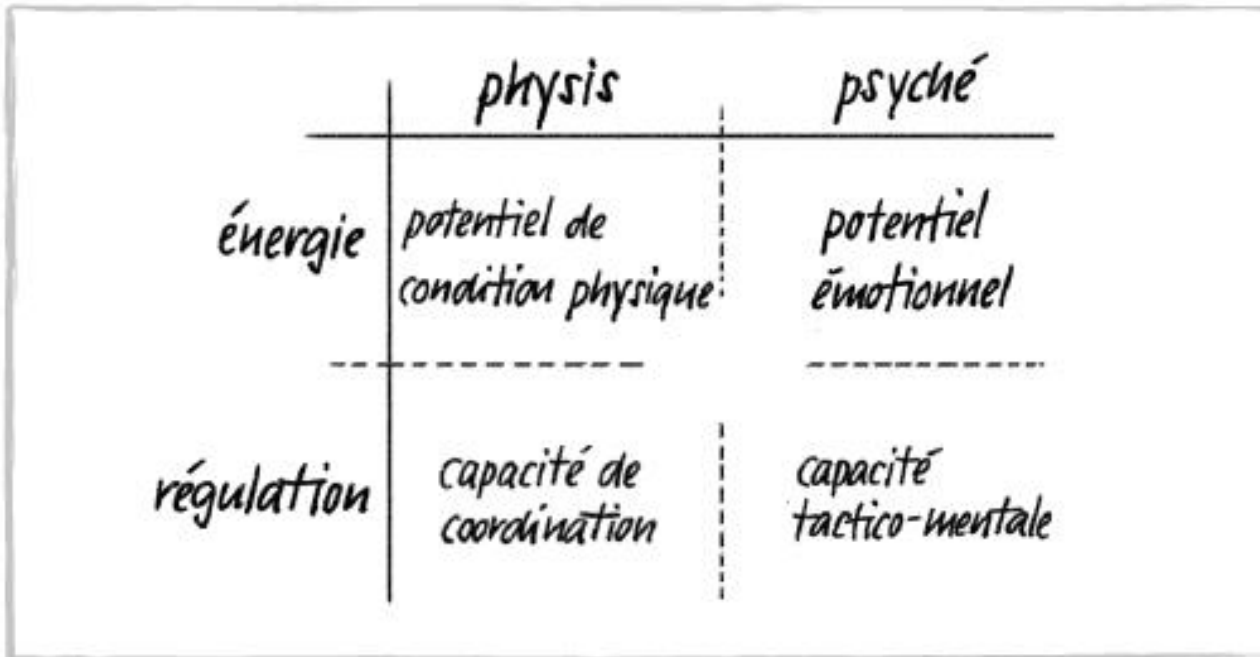 physis psyché
énergie potentiel de potentiel
condition physique émotionnel
régulation capacité de capacité
coordination tactico-mentale